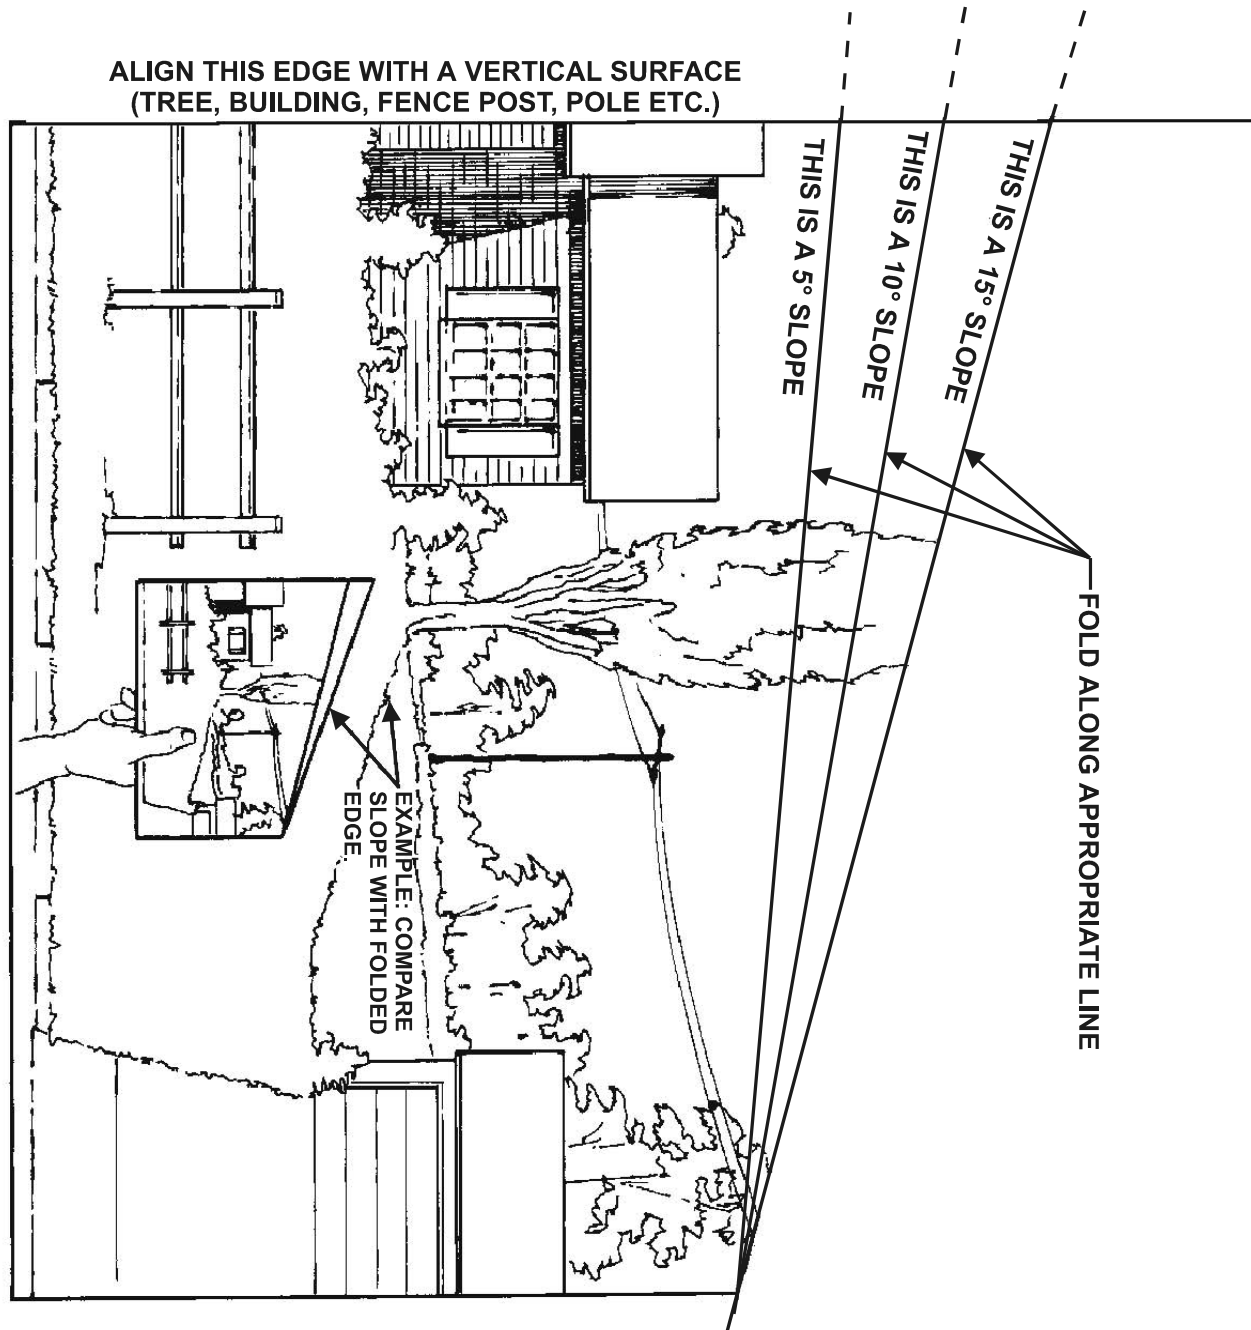 ALIGN THIS EDGE WITH A VERTICAL SURFACE
(TREE, BUILDING, FENCE POST, POLE ETC.)
THIS IS A 5° SLOPE
THIS IS A 10° SLOPE
THIS IS A 15° SLOPE
FOLD ALONG APPROPRIATE LINE
EXAMPLE: COMPARE
SLOPE WITH FOLDED
EDGE.